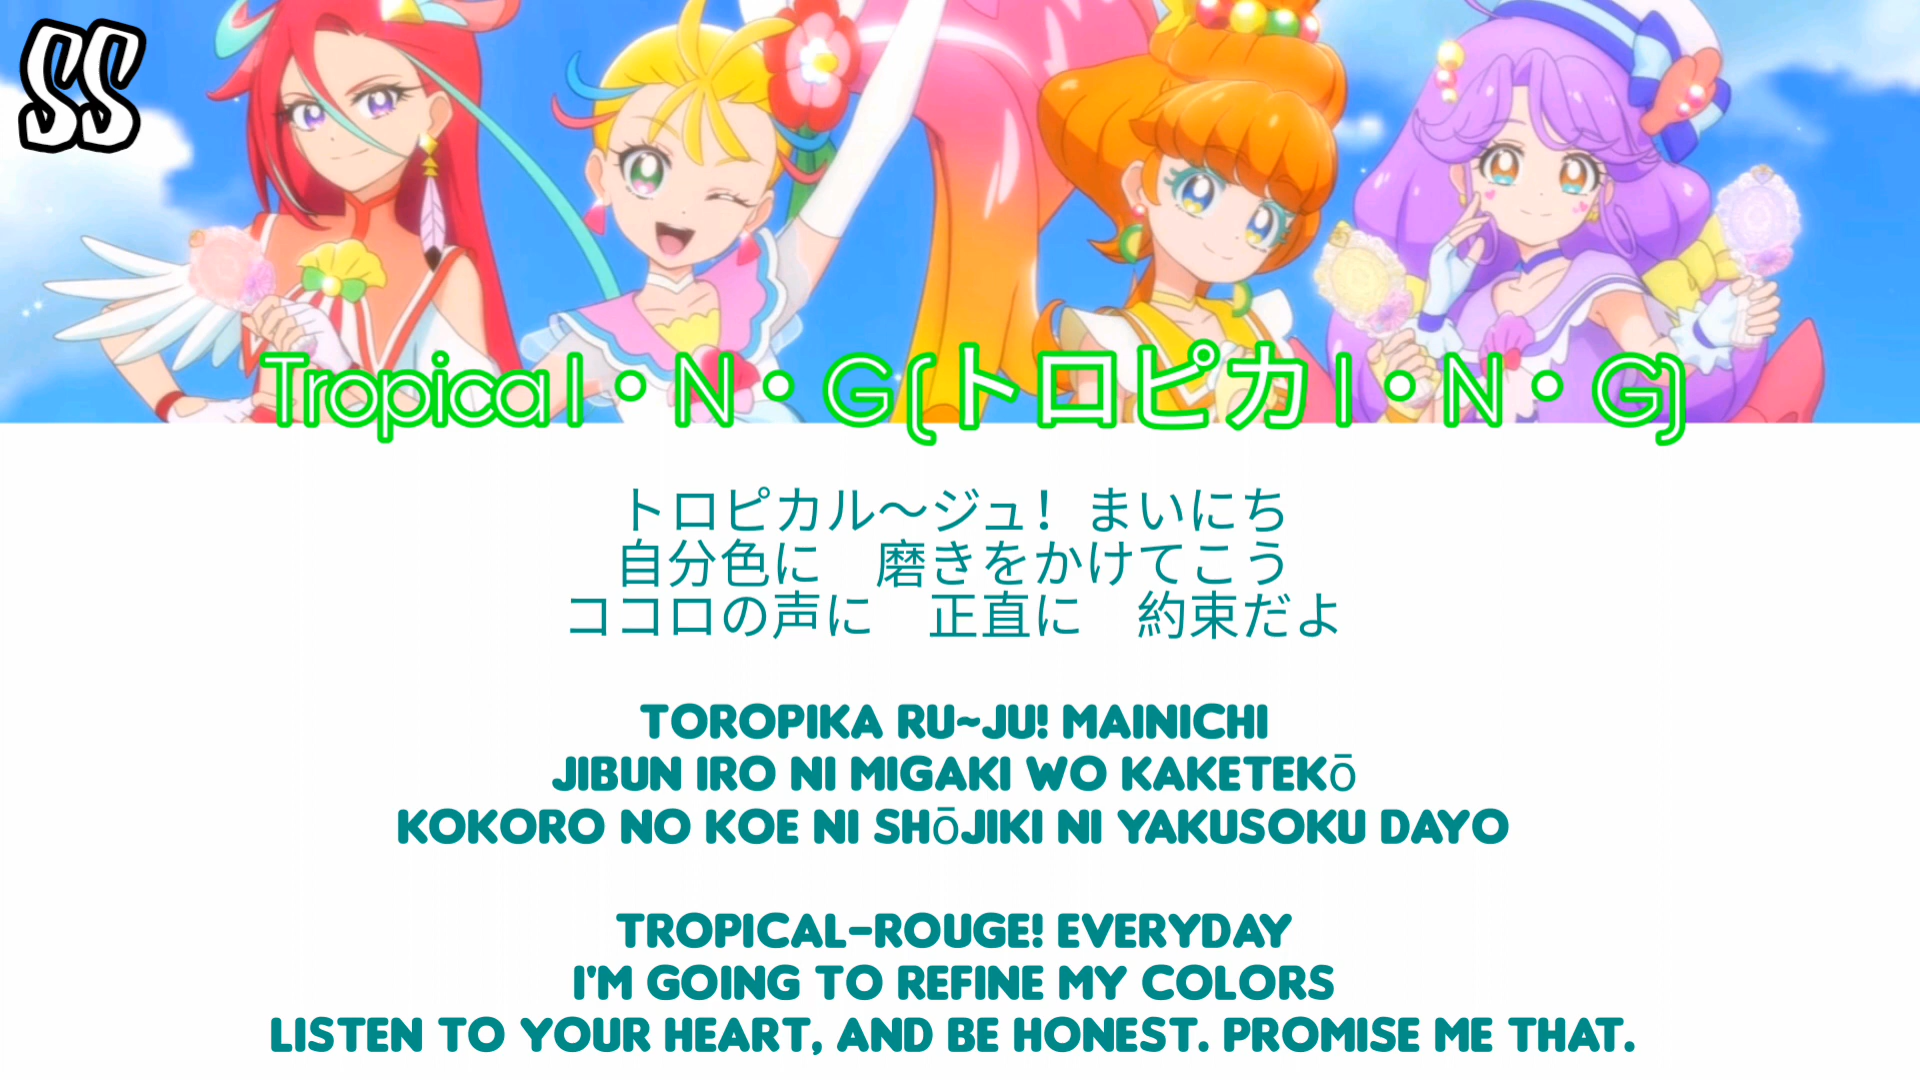 SS
Tropica I・N・G (トロピカ I・N・G)
トロピカル～ジュ！ まいにち
自分色に　磨きをかけてこう
ココロの声に　正直に　約束だよ
TOROPIKA RU~JU! MAINICHI
JIBUN IRO NI MIGAKI WO KAKETEKŌ
KOKORO NO KOE NI SHŌJIKI NI YAKUSOKU DAYO
TROPICAL-ROUGE! EVERYDAY
I'M GOING TO REFINE MY COLORS
LISTEN TO YOUR HEART, AND BE HONEST. PROMISE ME THAT.